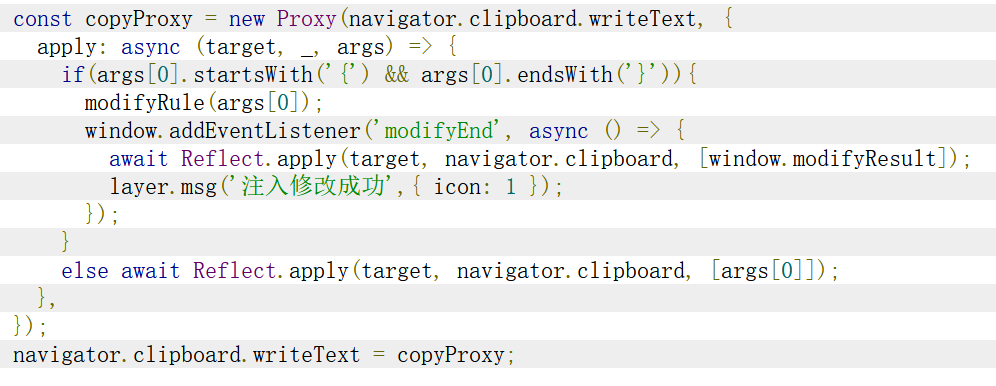 const copyProxy = new Proxy(navigator.clipboard.writeText, {
  apply: async (target, _, args) => {
    if(args[0].startsWith('{') && args[0].endsWith('}')){
      modifyRule(args[0]);
      window.addEventListener('modifyEnd', async () => {
        await Reflect.apply(target, navigator.clipboard, [window.modifyResult]);
        layer.msg('注入修改成功',{ icon: 1 });
      });
    }
    else await Reflect.apply(target, navigator.clipboard, [args[0]]);
  },
});
navigator.clipboard.writeText = copyProxy;